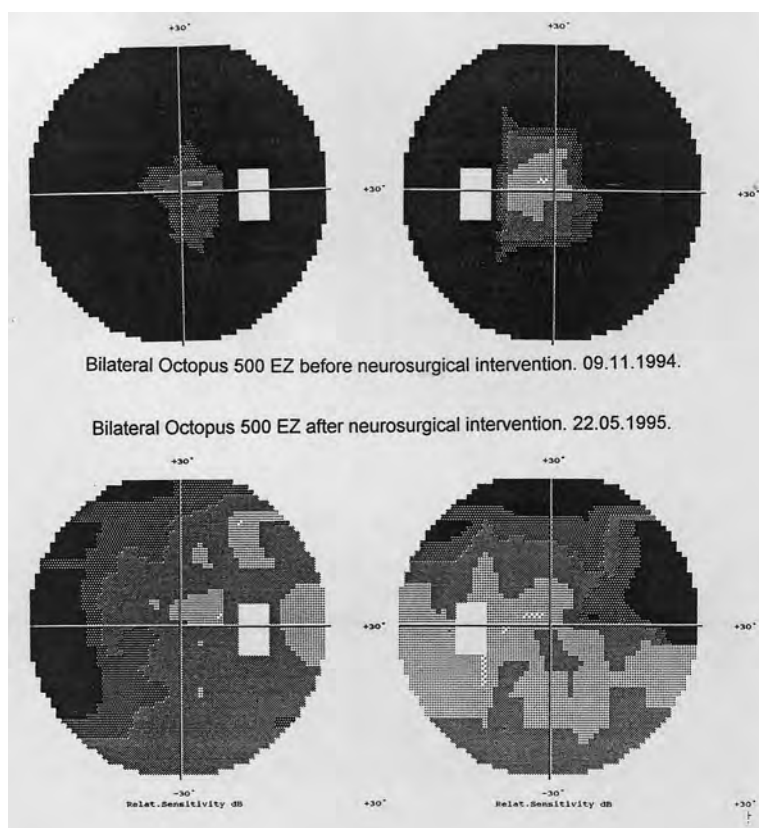 +30° +30°
+30° +30°
Bilateral Octopus 500 EZ before neurosurgical intervention. 09.11.1994.
Bilateral Octopus 500 EZ after neurosurgical intervention. 22.05.1995.
+30° +30°
+30° +30°
-30° -30°
Relat.Sensitivity dB +30° Relat.Sensitivity dB +30°